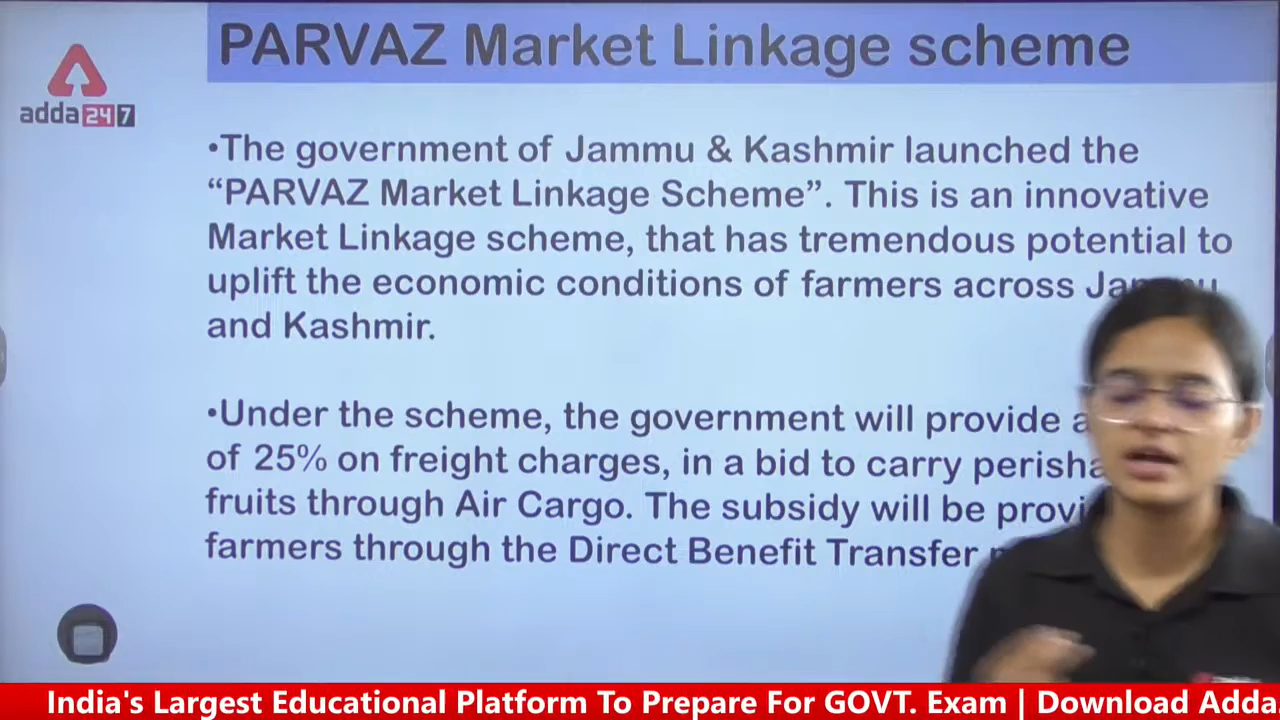 PARVAZ Market Linkage scheme
adda247
•The government of Jammu & Kashmir launched the
“PARVAZ Market Linkage Scheme”. This is an innovative
Market Linkage scheme, that has tremendous potential to
uplift the economic conditions of farmers across
and Kashmir.
•Under the scheme, the government will provide
of 25% on freight charges, in a bid to carry
fruits through Air Cargo. The subsidy will be
farmers through the Direct Benefit Transfer
India's Largest Educational Platform To Prepare For GOVT. Exam | Download Adda